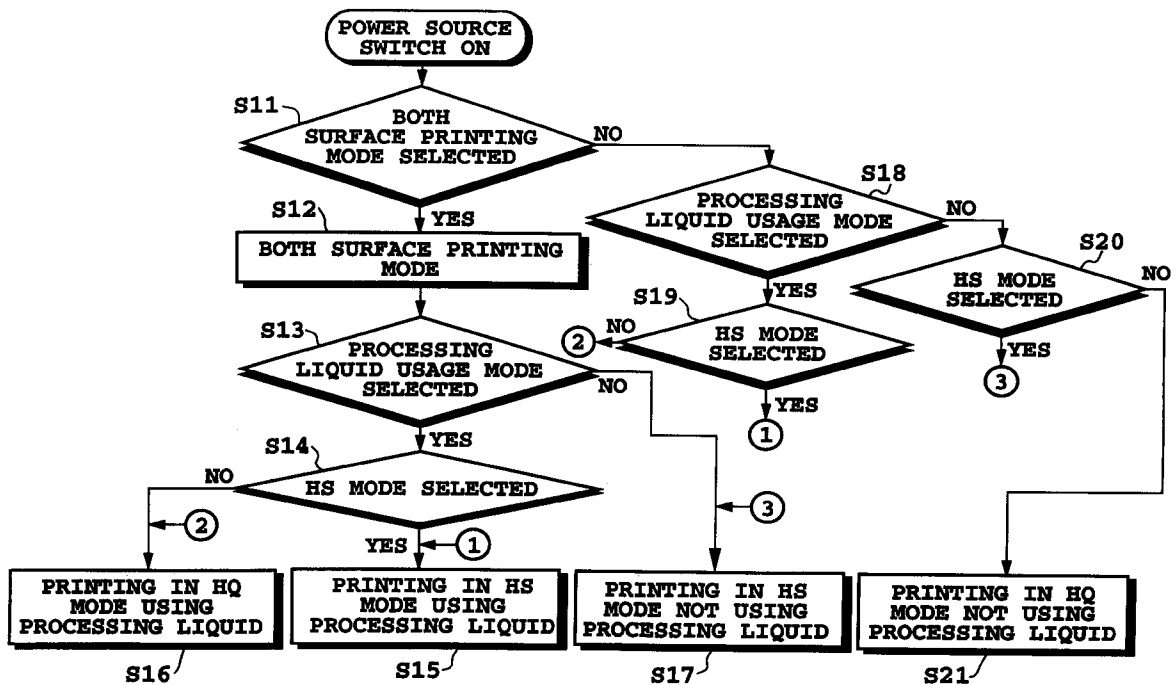 POWER SOURCE
SWITCH ON
S11
BOTH
SURFACE PRINTING
MODE SELECTED
NO
YES
S12
BOTH SURFACE PRINTING
MODE
S13
PROCESSING
LIQUID USAGE MODE
SELECTED
NO
YES
S14
HS MODE SELECTED
NO
YES
2
1
3
S18
PROCESSING
LIQUID USAGE MODE
SELECTED
NO
YES
S19
HS MODE
SELECTED
NO
2
YES
1
S20
HS MODE
SELECTED
NO
YES
3
PRINTING IN HQ
MODE USING
PROCESSING LIQUID
S16
PRINTING IN HS
MODE USING
PROCESSING LIQUID
S15
PRINTING IN HS
MODE NOT USING
PROCESSING LIQUID
S17
PRINTING IN HQ
MODE NOT USING
PROCESSING LIQUID
S21